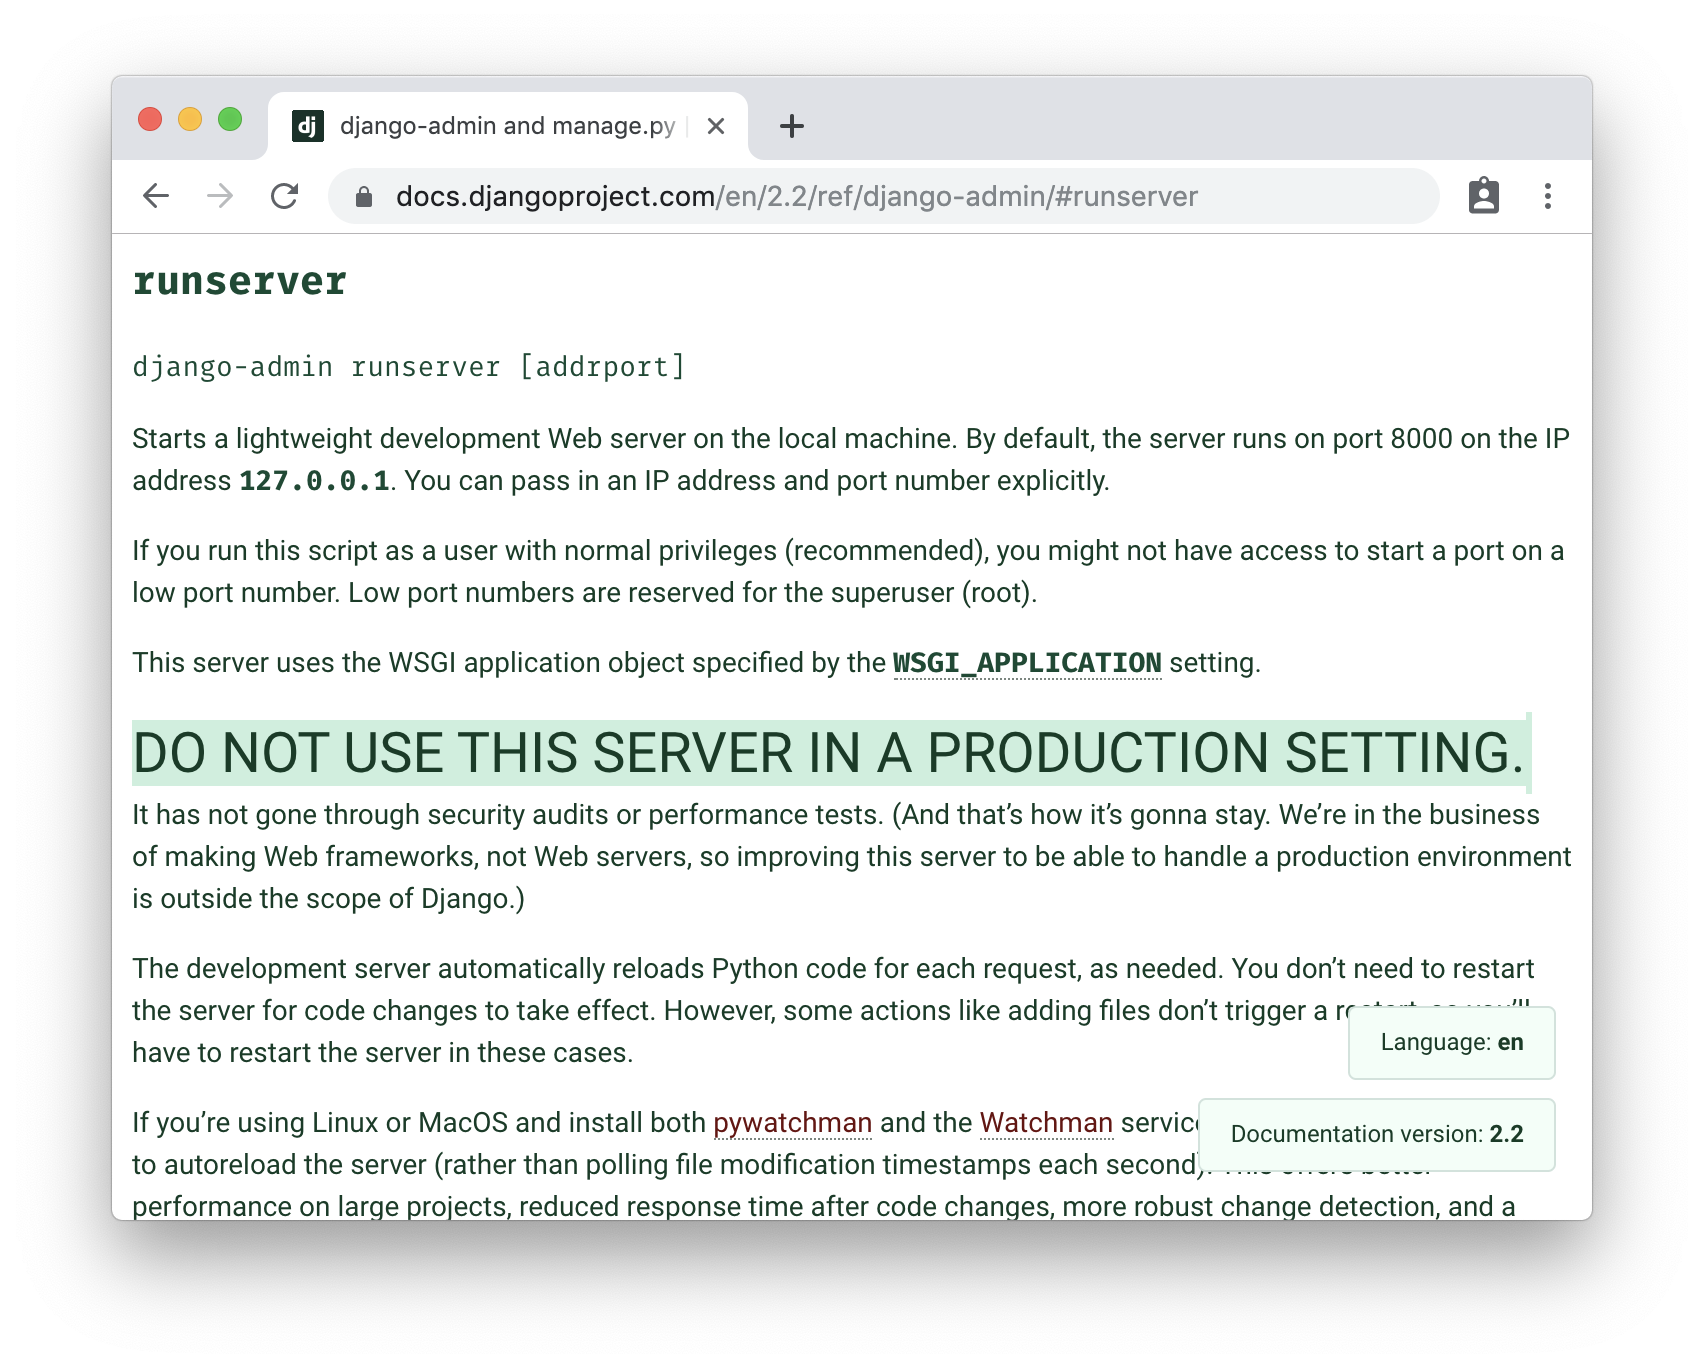 dj django-admin and manage.py
docs.djangoproject.com/en/2.2/ref/django-admin/#runserver
runserver
django-admin runserver [addrport]
Starts a lightweight development Web server on the local machine. By default, the server runs on port 8000 on the IP
address 127.0.0.1. You can pass in an IP address and port number explicitly.
If you run this script as a user with normal privileges (recommended), you might not have access to start a port on a
low port number. Low port numbers are reserved for the superuser (root).
This server uses the WSGI application object specified by the WSGI_APPLICATION setting.
DO NOT USE THIS SERVER IN A PRODUCTION SETTING.
It has not gone through security audits or performance tests. (And that’s how it’s gonna stay. We’re in the business
of making Web frameworks, not Web servers, so improving this server to be able to handle a production environment
is outside the scope of Django.)
The development server automatically reloads Python code for each request, as needed. You don’t need to restart
the server for code changes to take effect. However, some actions like adding files don’t trigger a restart, so you’ll
have to restart the server in these cases.
Language: en
If you’re using Linux or MacOS and install both pywatchman and the Watchman
Documentation version: 2.2
to autoreload the server (rather than polling file modification timestamps each second). This offers better
performance on large projects, reduced response time after code changes, more robust change detection, and a